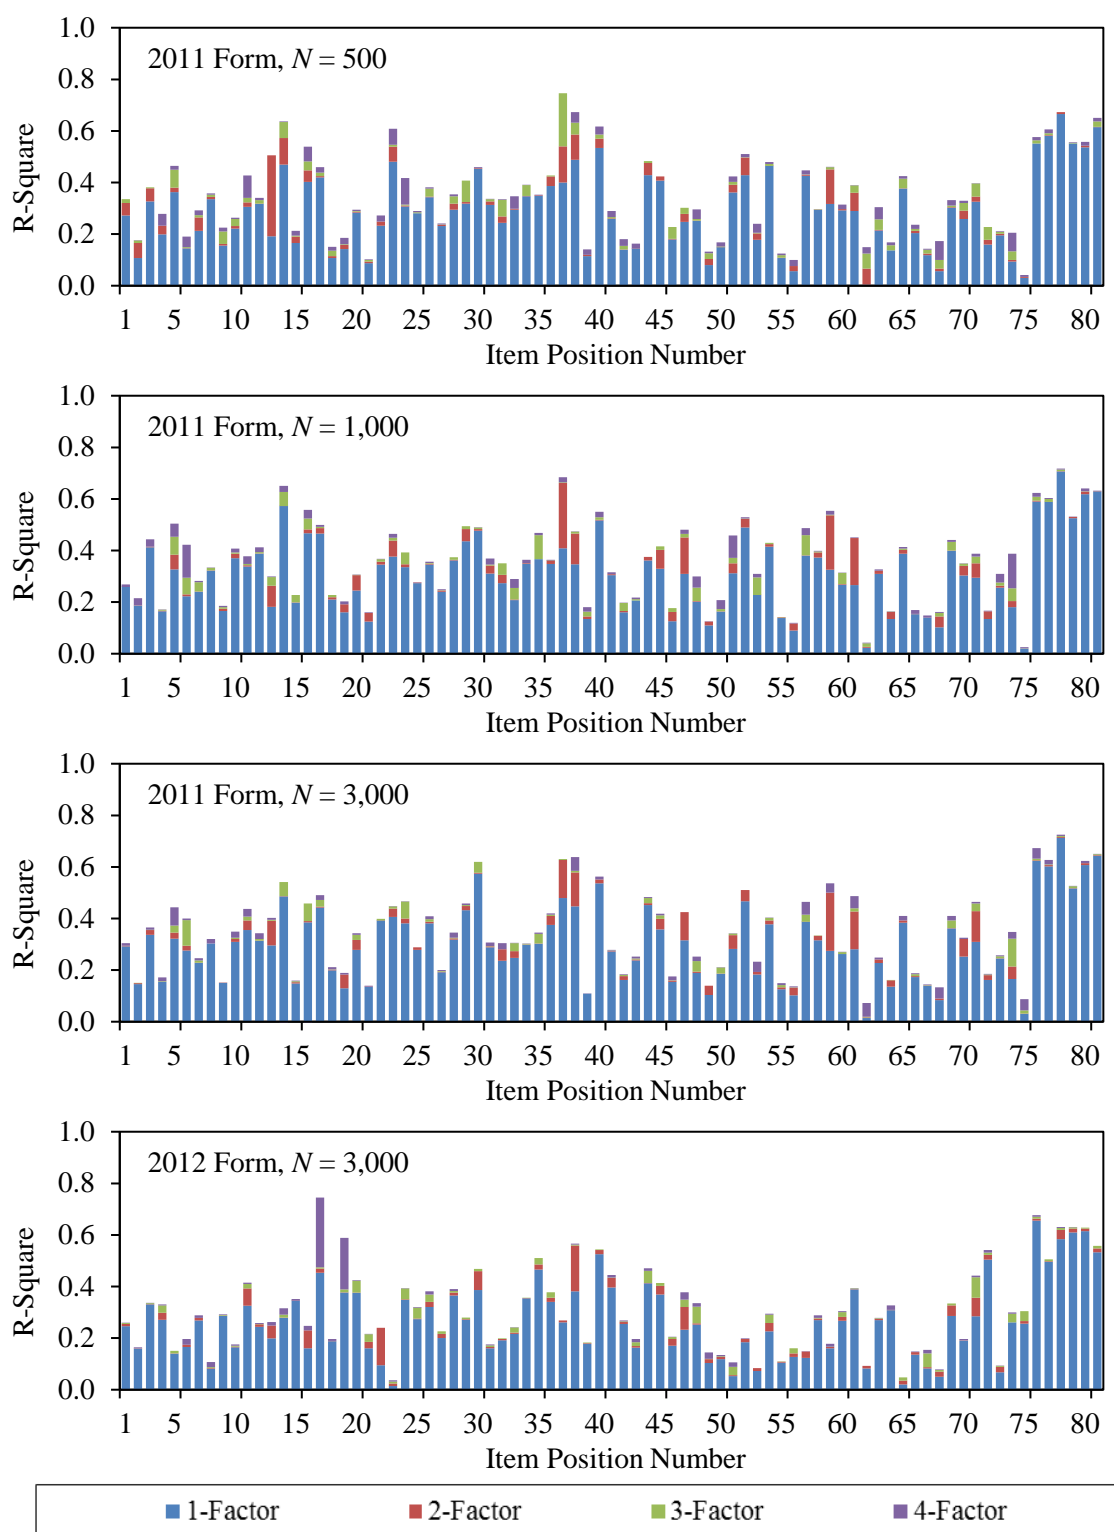 1.0
2011 Form, N = 500
0.8
0.6
R-Square
0.4
0.2
0.0
1 5 10 15 20 25 30 35 40 45 50 55 60 65 70 75 80
Item Position Number
1.0
2011 Form, N = 1,000
0.8
0.6
R-Square
0.4
0.2
0.0
1 5 10 15 20 25 30 35 40 45 50 55 60 65 70 75 80
Item Position Number
1.0
2011 Form, N = 3,000
0.8
0.6
R-Square
0.4
0.2
0.0
1 5 10 15 20 25 30 35 40 45 50 55 60 65 70 75 80
Item Position Number
1.0
2012 Form, N = 3,000
0.8
0.6
R-Square
0.4
0.2
0.0
1 5 10 15 20 25 30 35 40 45 50 55 60 65 70 75 80
Item Position Number
1-Factor 2-Factor 3-Factor 4-Factor